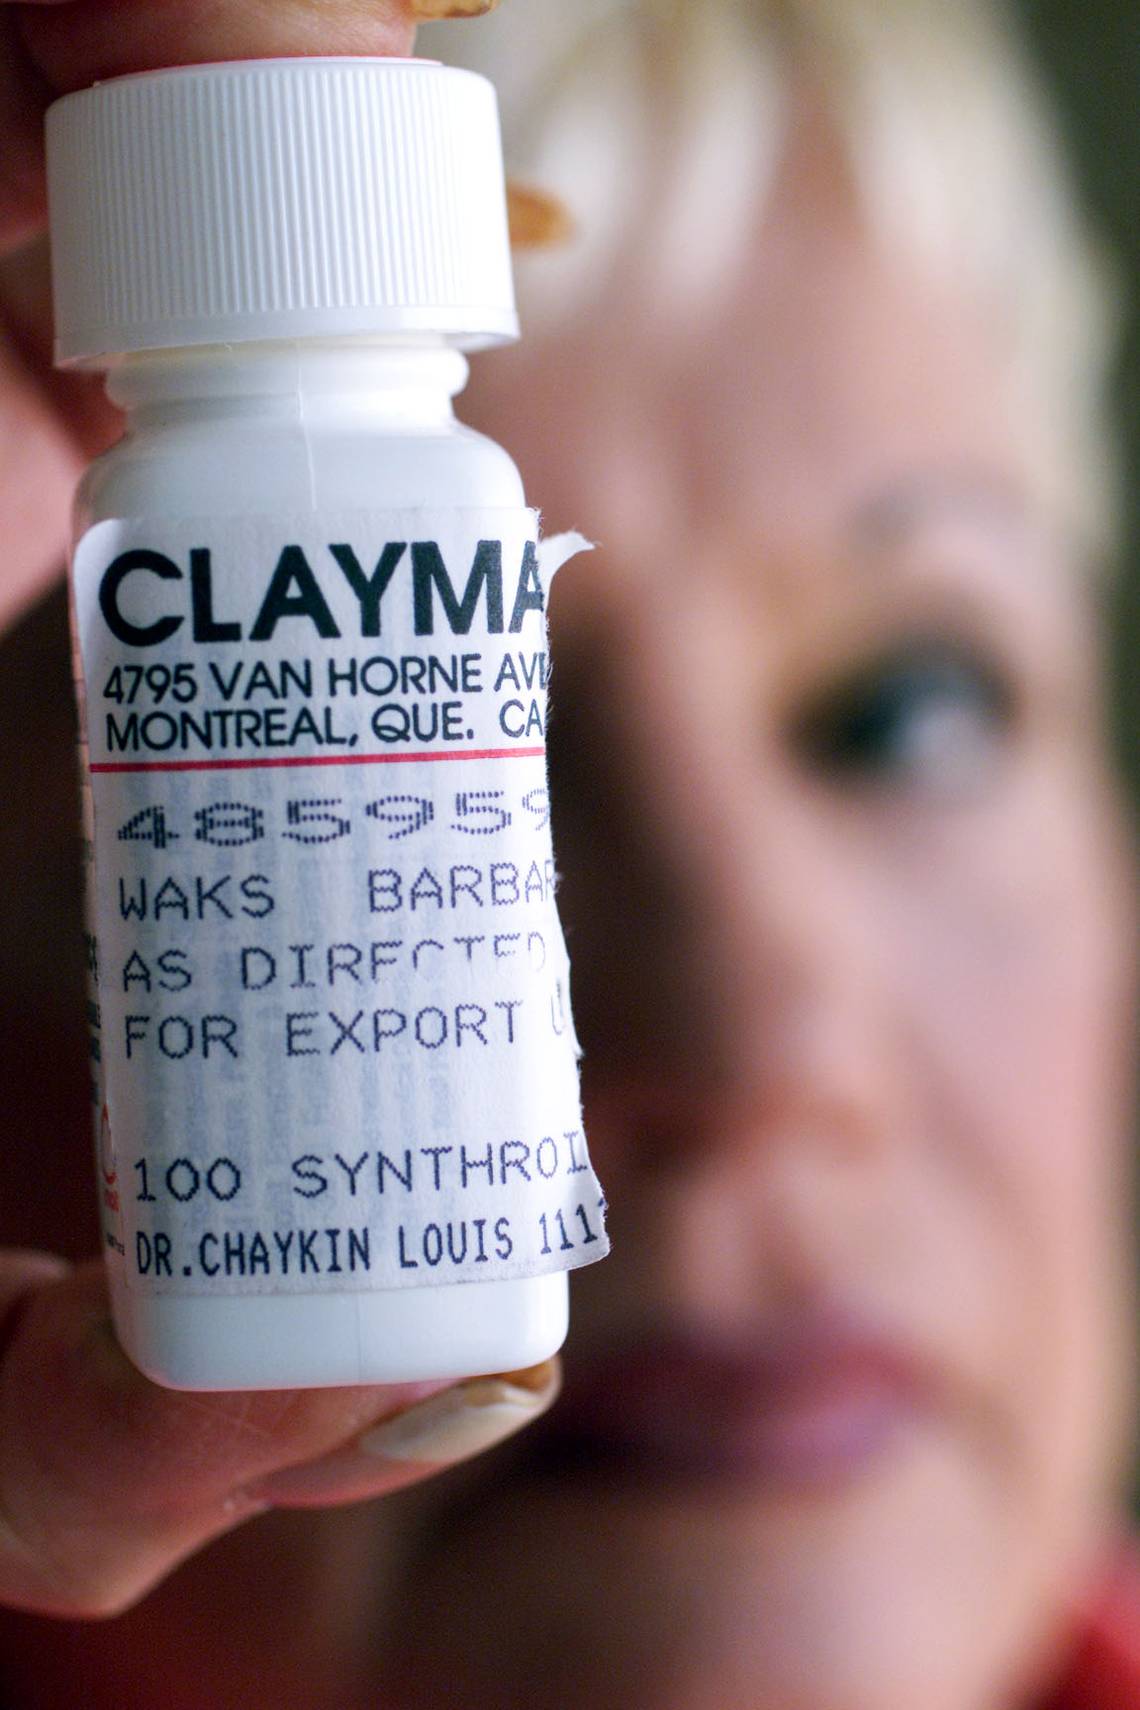 CLAYMA
4795 VAN HORNE AVE
MONTREAL, QUE. CA
485959
WAKS BARBAR
AS DIRECTED
FOR EXPORT
100 SYNTHROI
DR.CHAYKIN LOUIS 111